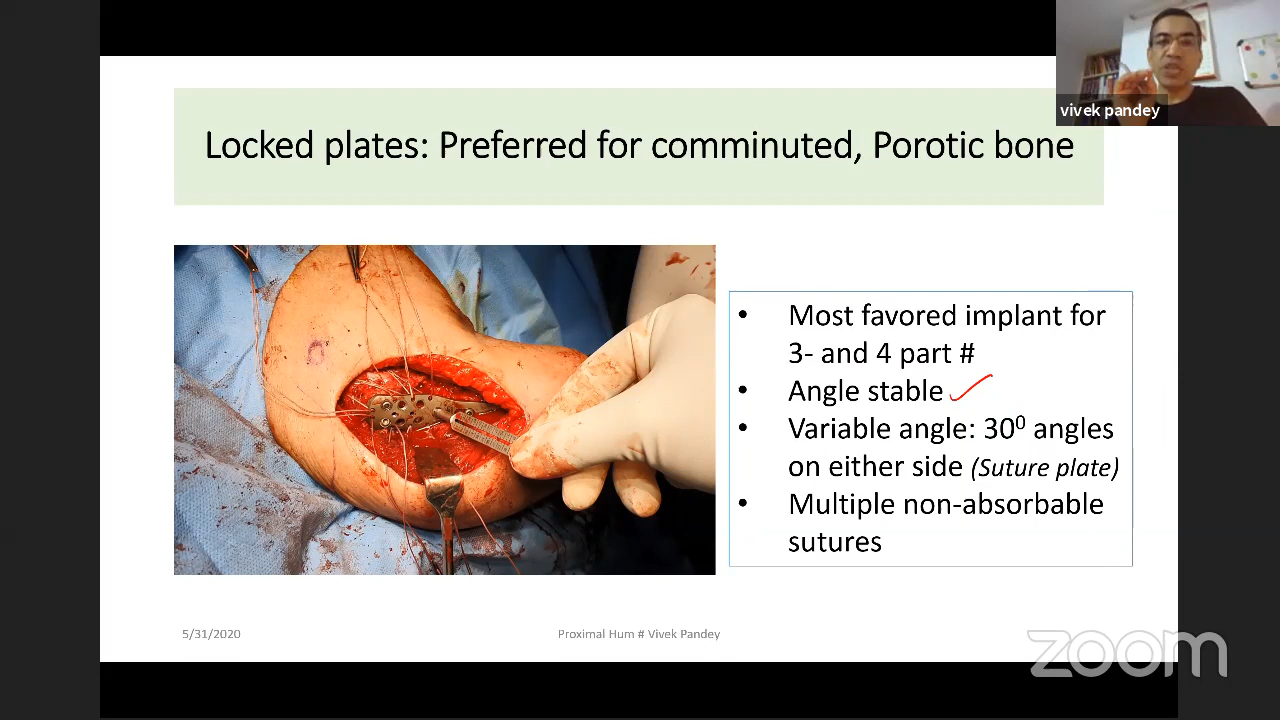 vivek pandey
Locked plates: Preferred for comminuted, Porotic bone
• Most favored implant for
3- and 4 part #
• Angle stable
• Variable angle: 30⁰ angles
on either side (Suture plate)
• Multiple non-absorbable
sutures
5/31/2020
Proximal Hum # Vivek Pandey
zoom